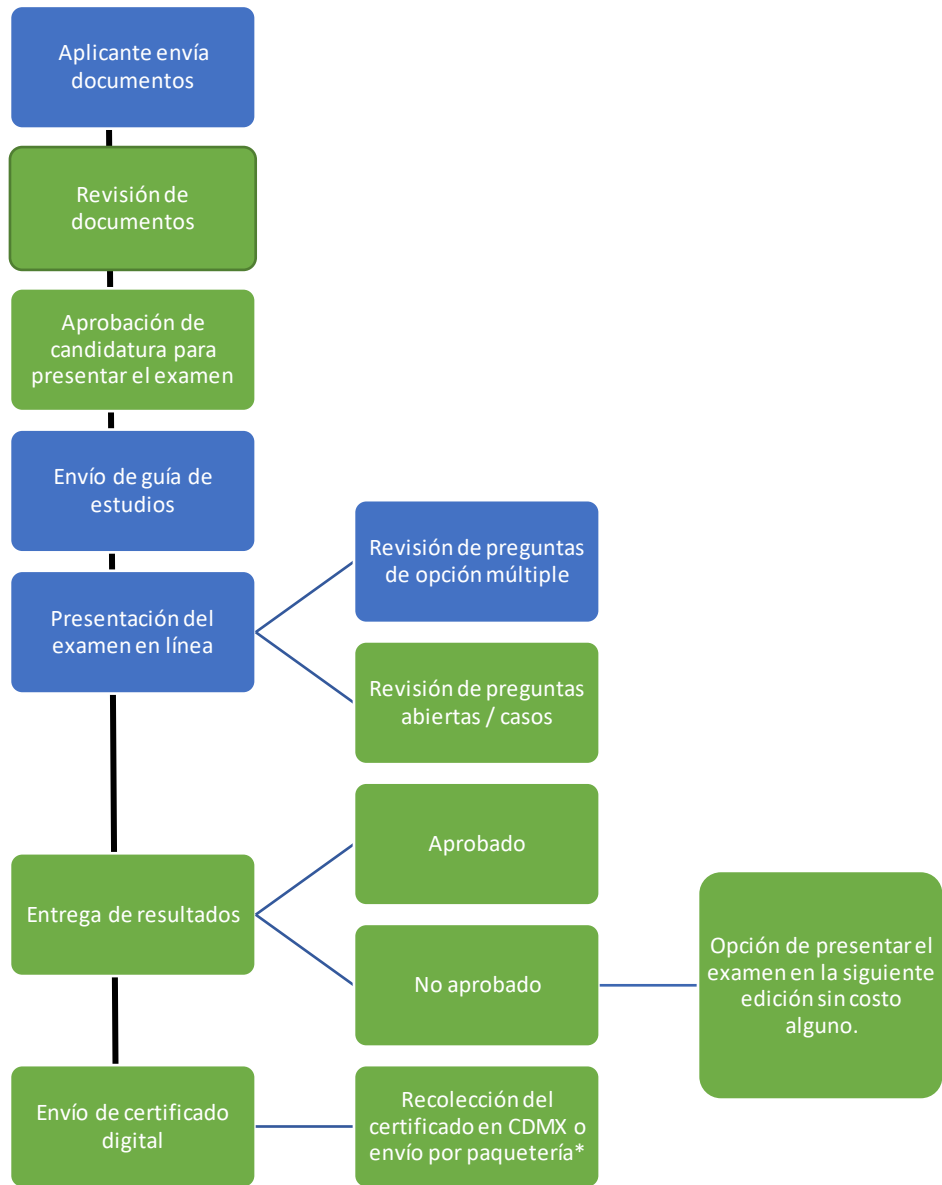 Aplicante envía
documentos
Revisión de
documentos
Aprobación de
candidatura para
presentar el examen
Envío de guía de
estudios
Presentación del
examen en línea
Revisión de preguntas
de opción múltiple
Revisión de preguntas
abiertas / casos
Entrega de resultados
Aprobado
No aprobado
Opción de presentar el
examen en la siguiente
edición sin costo
alguno.
Envío de certificado
digital
Recolección del
certificado en CDMX o
envío por paquetería*